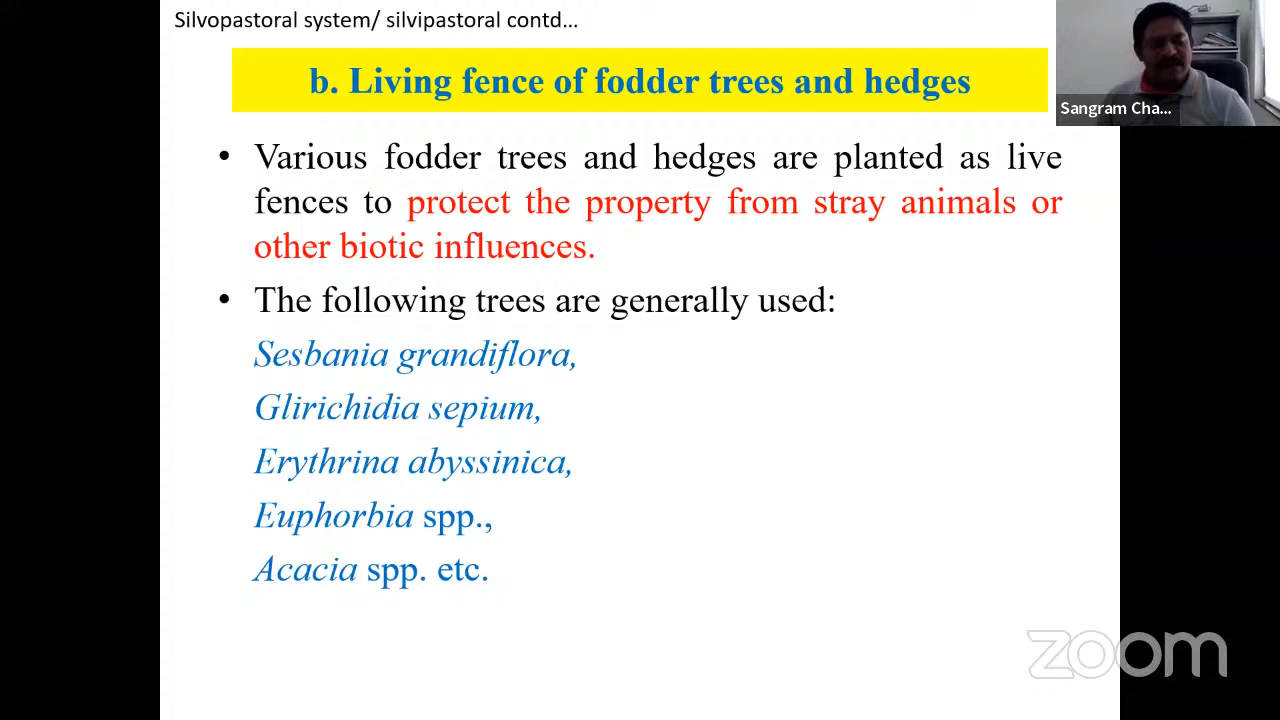 Silvopastoral system/ silvipastoral contd...
b. Living fence of fodder trees and hedges
Sangram Cha...
• Various fodder trees and hedges are planted as live
fences to protect the property from stray animals or
other biotic influences.
• The following trees are generally used:
Sesbania grandiflora,
Glirichidia sepium,
Erythrina abyssinica,
Euphorbia spp.,
Acacia spp. etc.
zoom